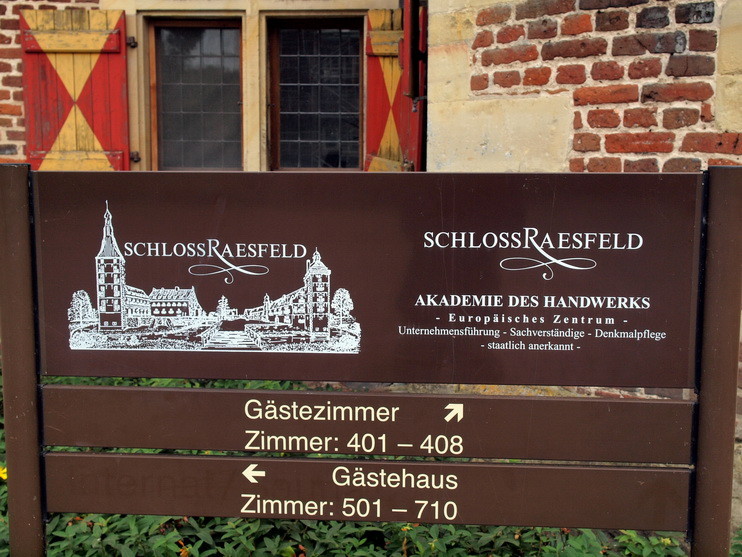 SCHLOSSRAESFELD
SCHLOSSRAESFELD
AKADEMIE DES HANDWERKS
- Europäisches Zentrum -
Unternehmensführung - Sachverständige - Denkmalpflege
- staatlich anerkannt -
Gästezimmer ↗
Zimmer: 401 – 408
← Gästehaus
Zimmer: 501 – 710